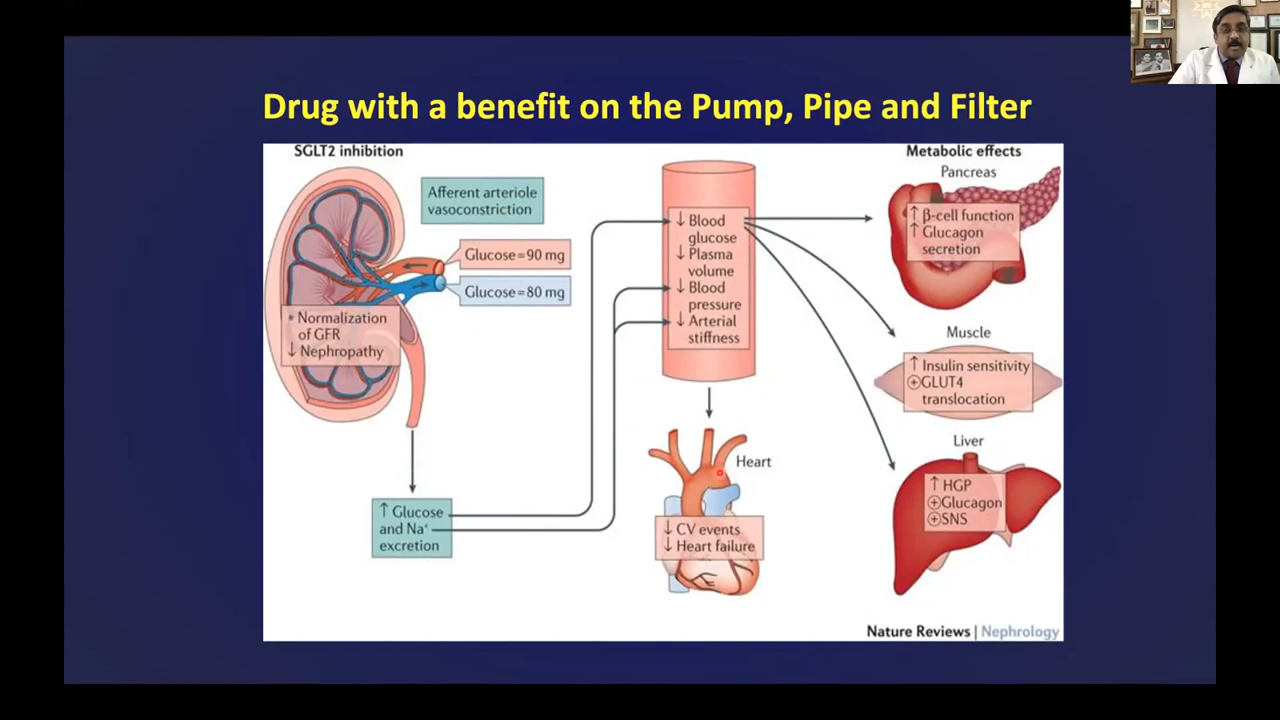 Drug with a benefit on the Pump, Pipe and Filter
SGLT2 inhibition
Afferent arteriole
vasoconstriction
Glucose = 90 mg
Glucose = 80 mg
* Normalization
of GFR
↓ Nephropathy
↑ Glucose
and Na⁺
excretion
↓ Blood
glucose
↓ Plasma
volume
↓ Blood
pressure
↓ Arterial
stiffness
Heart
↓ CV events
↓ Heart failure
Metabolic effects
Pancreas
↑ β-cell function
↑ Glucagon
secretion
Muscle
↑ Insulin sensitivity
⊕ GLUT4
translocation
Liver
↑ HGP
⊕ Glucagon
⊕ SNS
Nature Reviews | Nephrology